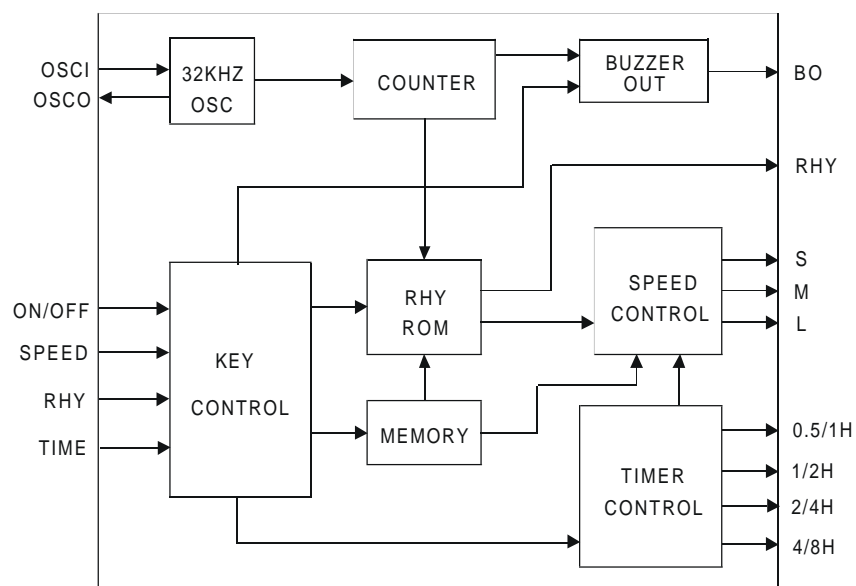 OSCI
OSCO
32KHZ
OSC
COUNTER
BUZZER
OUT
BO
RHY
ON/OFF
SPEED
RHY
TIME
KEY
CONTROL
RHY
ROM
MEMORY
SPEED
CONTROL
S
M
L
TIMER
CONTROL
0.5/1H
1/2H
2/4H
4/8H